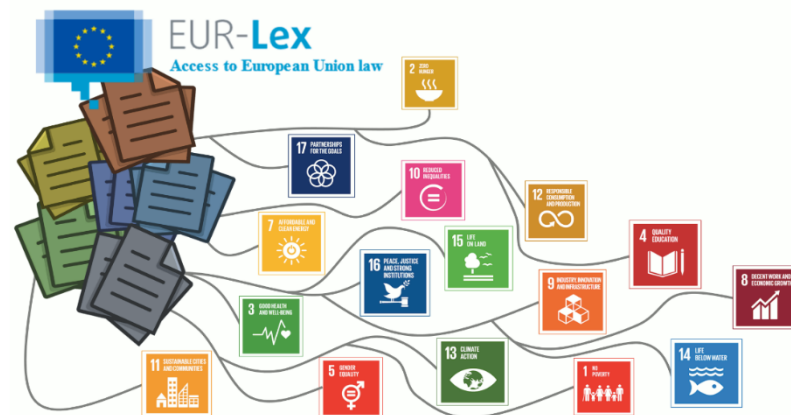 EUR-Lex
Access to European Union law
2 ZERO
HUNGER
17 PARTNERSHIPS
FOR THE GOALS
10 REDUCED
INEQUALITIES
12 RESPONSIBLE
CONSUMPTION
AND PRODUCTION
7 AFFORDABLE AND
CLEAN ENERGY
15 LIFE
ON LAND
4 QUALITY
EDUCATION
16 PEACE, JUSTICE
AND STRONG
INSTITUTIONS
9 INDUSTRY, INNOVATION
AND INFRASTRUCTURE
8 DECENT WORK AND
ECONOMIC GROWTH
3 GOOD HEALTH
AND WELL-BEING
13 CLIMATE
ACTION
14 LIFE
BELOW WATER
11 SUSTAINABLE CITIES
AND COMMUNITIES
5 GENDER
EQUALITY
1 NO
POVERTY